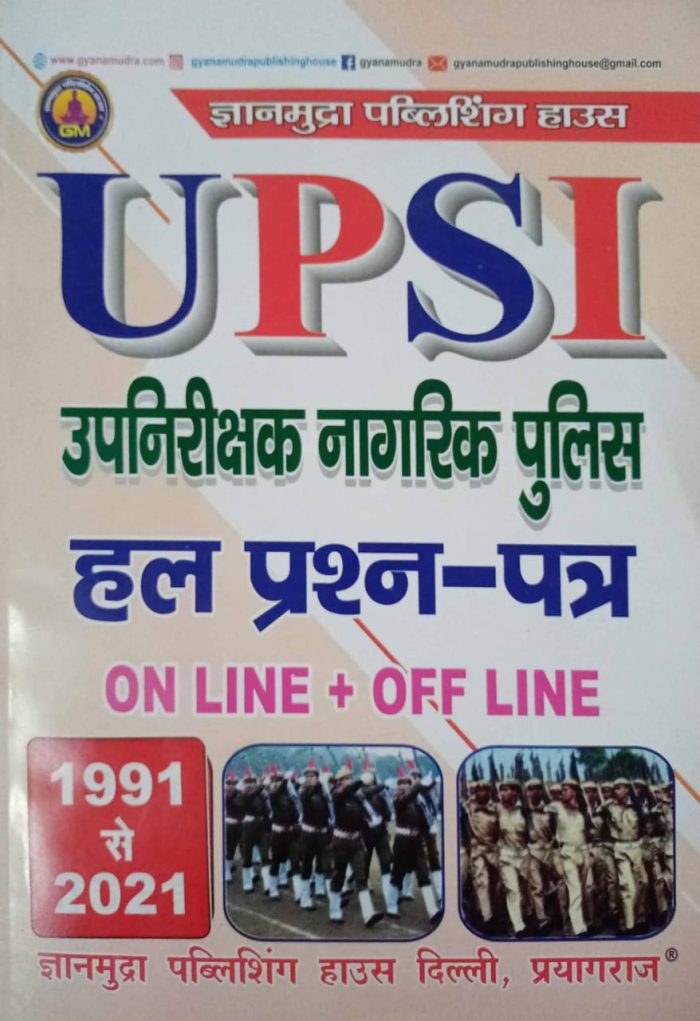 www.gyanamudra.com gyanamudrapublishinghouse gyanamudra gyanamudrapublishinghouse@gmail.com
GM
ज्ञानमुद्रा पब्लिशिंग हाउस
UPSI
उपनिरीक्षक नागरिक पुलिस
हल प्रश्न-पत्र
ON LINE + OFF LINE
1991
से
2021
ज्ञानमुद्रा पब्लिशिंग हाउस दिल्ली, प्रयागराज ®